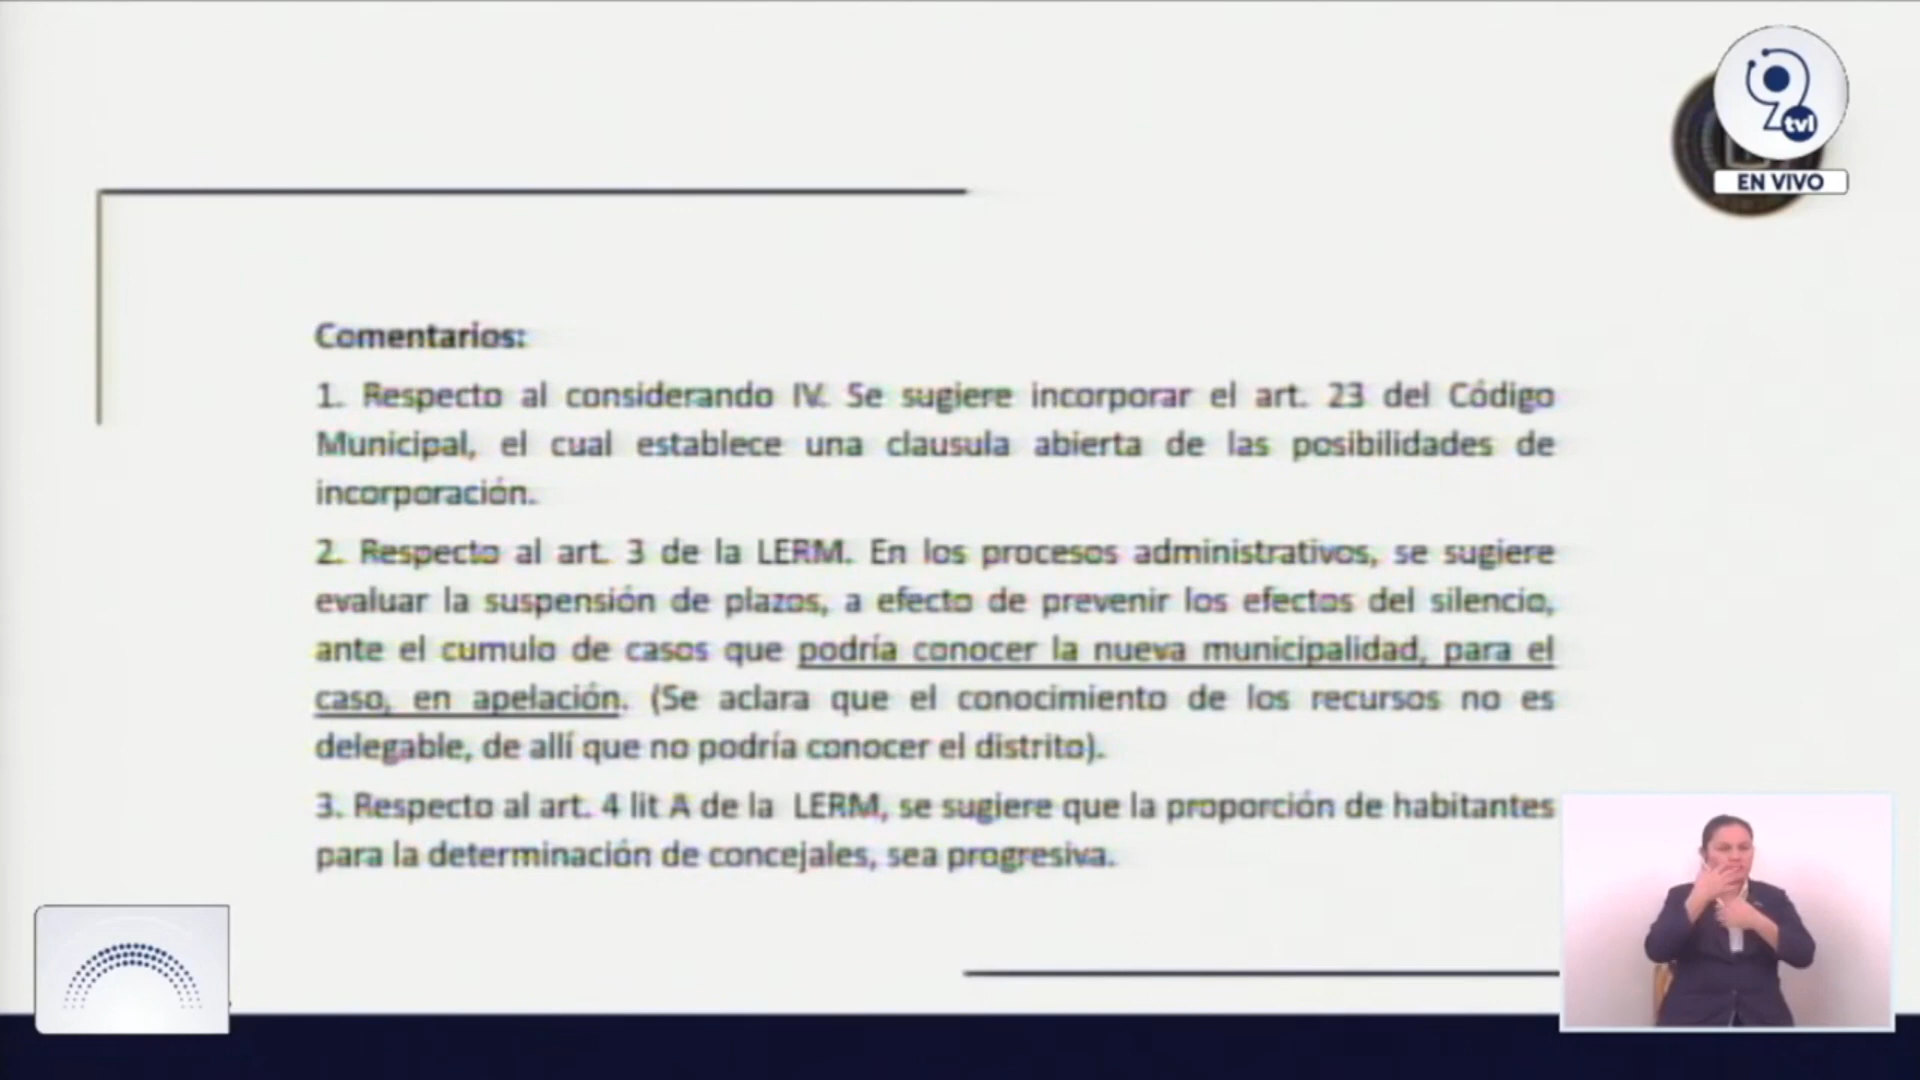 9
tvl
EN VIVO
Comentarios:
1. Respecto al considerando IV. Se sugiere incorporar el art. 23 del Código
Municipal, el cual establece una clausula abierta de las posibilidades de
incorporación.
2. Respecto al art. 3 de la LERM. En los procesos administrativos, se sugiere
evaluar la suspensión de plazos, a efecto de prevenir los efectos del silencio,
ante el cumulo de casos que podría conocer la nueva municipalidad, para el
caso, en apelación. (Se aclara que el conocimiento de los recursos no es
delegable, de allí que no podría conocer el distrito).
3. Respecto al art. 4 lit A de la LERM, se sugiere que la proporción de habitantes
para la determinación de concejales, sea progresiva.